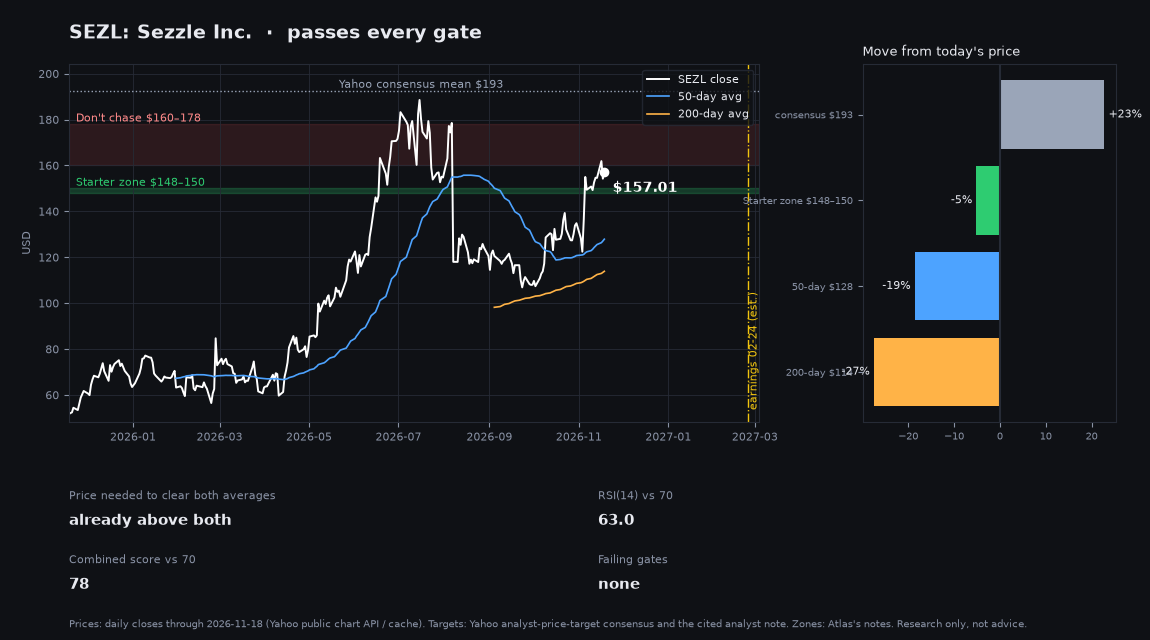 SEZL: Sezzle Inc. · passes every gate
Move from today's price
USD
200
180
160
140
120
100
80
60
Yahoo consensus mean $193
Don't chase $160–178
Starter zone $148–150
$157.01
SEZL close
50-day avg
200-day avg
earnings 02-24 (est.)
2026-01
2026-03
2026-05
2026-07
2026-09
2026-11
2027-01
2027-03
consensus $193
+23%
Starter zone $148–150
-5%
50-day $128
-19%
200-day $114
-27%
−20
−10
0
10
20
Price needed to clear both averages
already above both
RSI(14) vs 70
63.0
Combined score vs 70
78
Failing gates
none
Prices: daily closes through 2026-11-18 (Yahoo public chart API / cache). Targets: Yahoo analyst-price-target consensus and the cited analyst note. Zones: Atlas's notes. Research only, not advice.